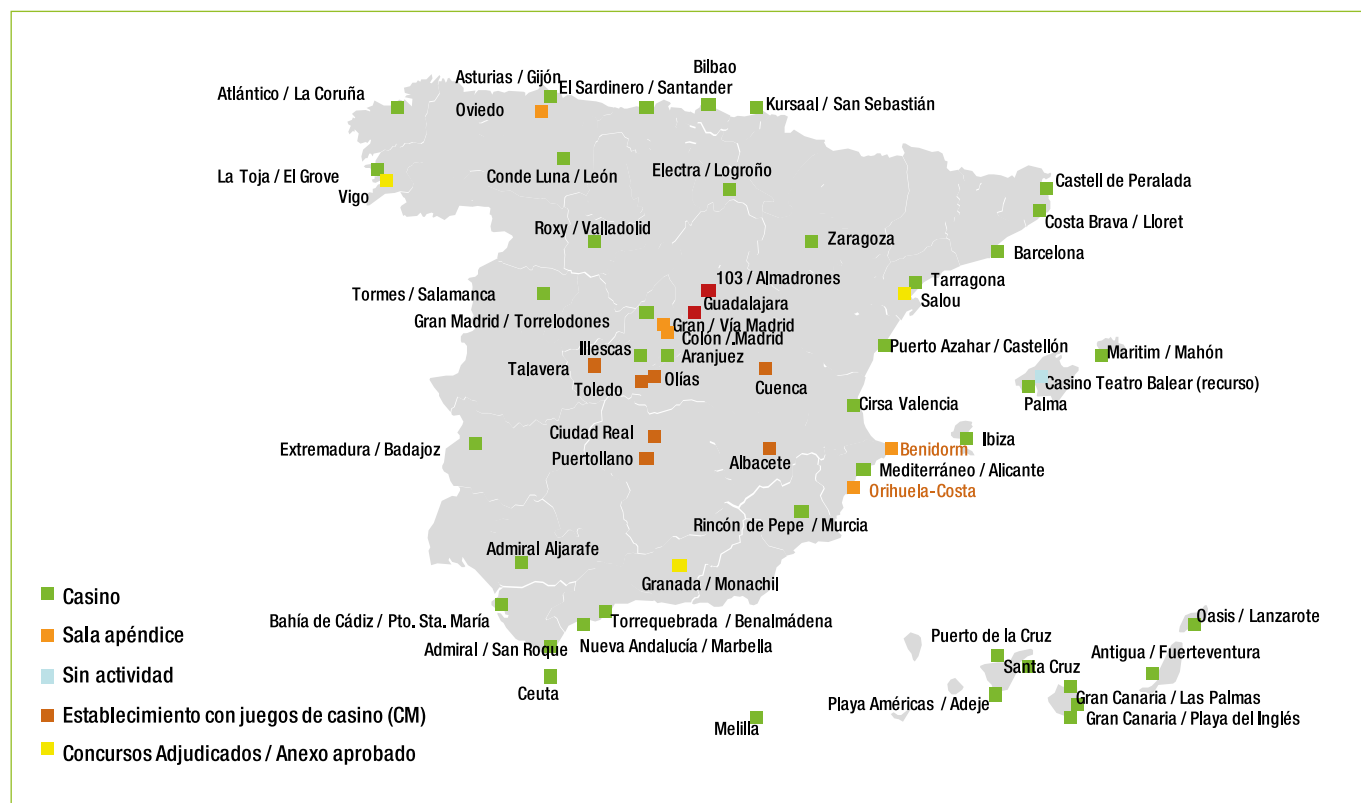 Bilbao
Asturias / Gijón
El Sardinero / Santander
Atlántico / La Coruña
Oviedo
Kursaal / San Sebastián
La Toja / El Grove
Conde Luna / León
Electra / Logroño
Castell de Peralada
Vigo
Costa Brava / Lloret
Roxy / Valladolid
Zaragoza
Barcelona
103 / Almadrones
Tarragona
Tormes / Salamanca
Guadalajara
Salou
Gran Madrid / Torrelodones
Gran / Vía Madrid
Colón /.Madrid
Illescas
Aranjuez
Puerto Azahar / Castellón
Maritim / Mahón
Talavera
Olías
Toledo
Cuenca
Casino Teatro Balear (recurso)
Palma
Cirsa Valencia
Ciudad Real
Ibiza
Extremadura / Badajoz
Puertollano
Albacete
Benidorm
Mediterráneo / Alicante
Orihuela-Costa
Rincón de Pepe / Murcia
Admiral Aljarafe
Granada / Monachil
Casino
Bahía de Cádiz / Pto. Sta. María
Torrequebrada / Benalmádena
Oasis / Lanzarote
Sala apéndice
Admiral / San Roque
Nueva Andalucía / Marbella
Puerto de la Cruz
Antigua / Fuerteventura
Sin actividad
Santa Cruz
Ceuta
Playa Américas / Adeje
Gran Canaria / Las Palmas
Establecimiento con juegos de casino (CM)
Melilla
Gran Canaria / Playa del Inglés
Concursos Adjudicados / Anexo aprobado